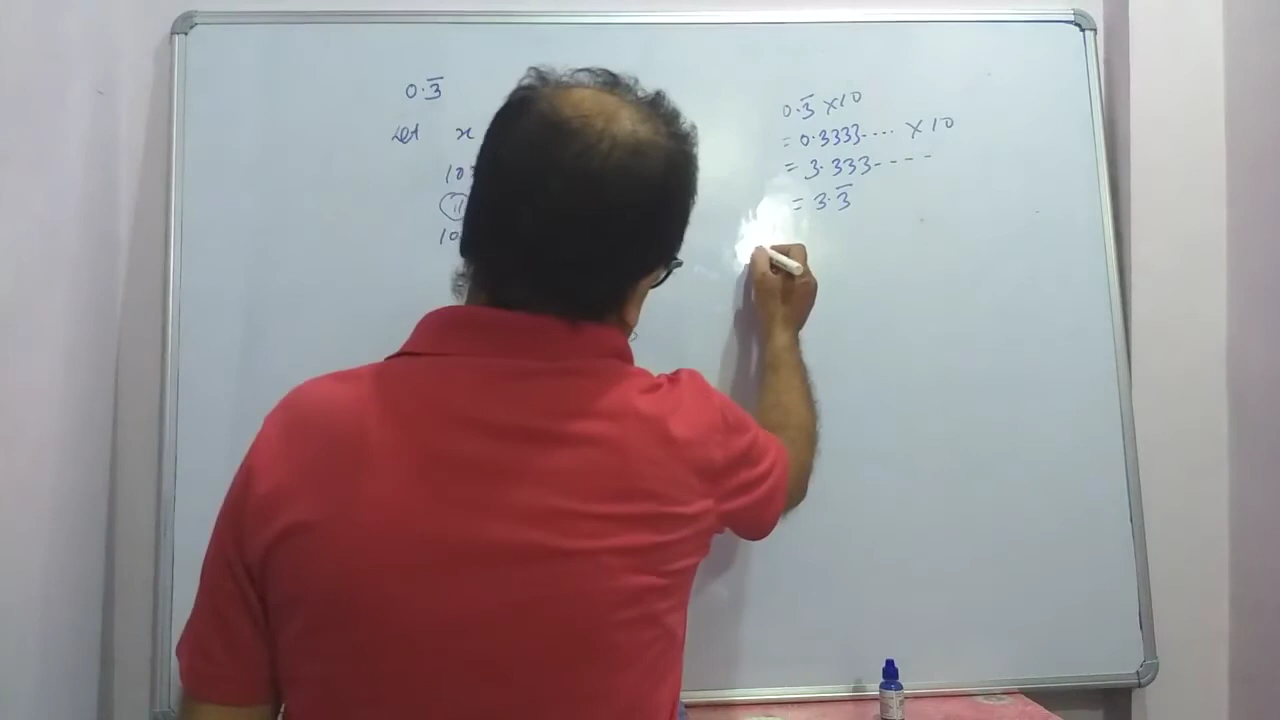 0.3̅
Let x
10
(11
10
0.3̅ × 10
= 0.3333.... × 10
= 3.333----
= 3.3̅